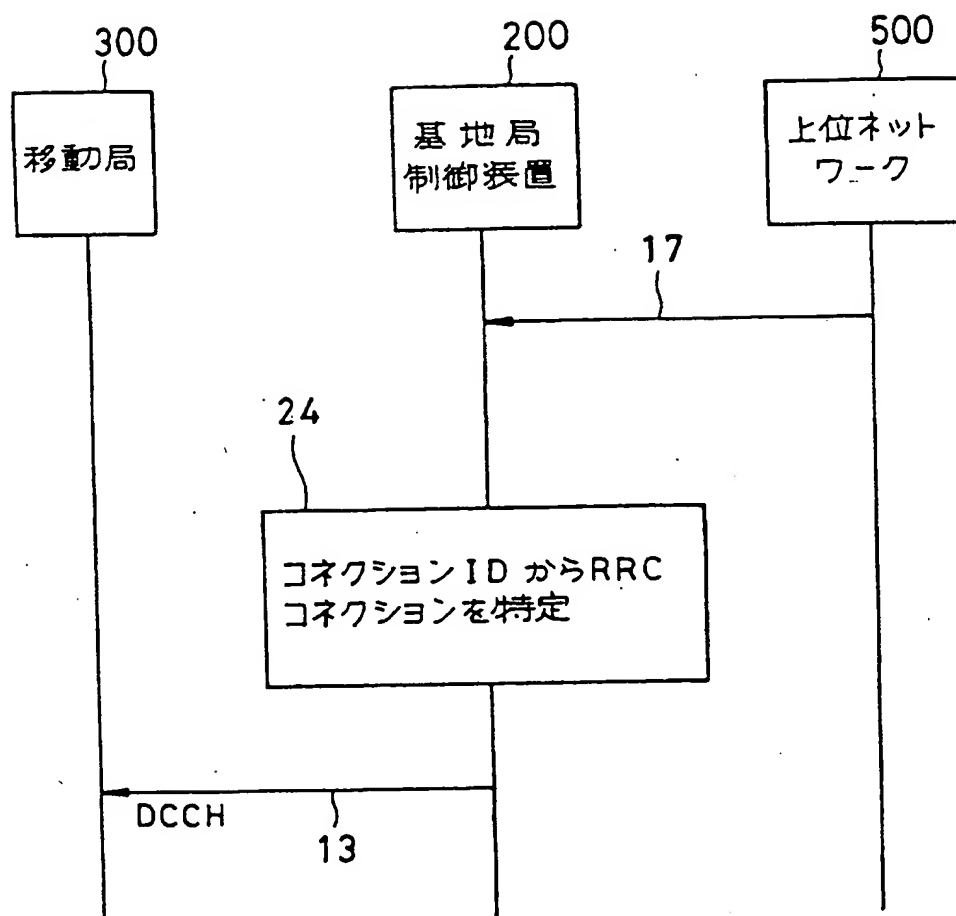 300
200
500
移動局
基地局
制御装置
上位ネット
ワーク
17
24
コネクションID からRRC
コネクションを特定
DCCH
13